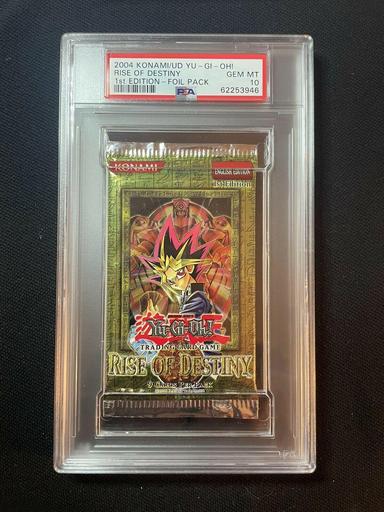 2004 KONAMI/UD YU-GI-OH!
RISE OF DESTINY GEM MT
1st EDITION-FOIL PACK 10
PSA 62253946
KONAMI
ENGLISH EDITION
1st Edition
Yu-Gi-Oh!
TRADING CARD GAME
RISE OF DESTINY
9 CARDS PER PACK